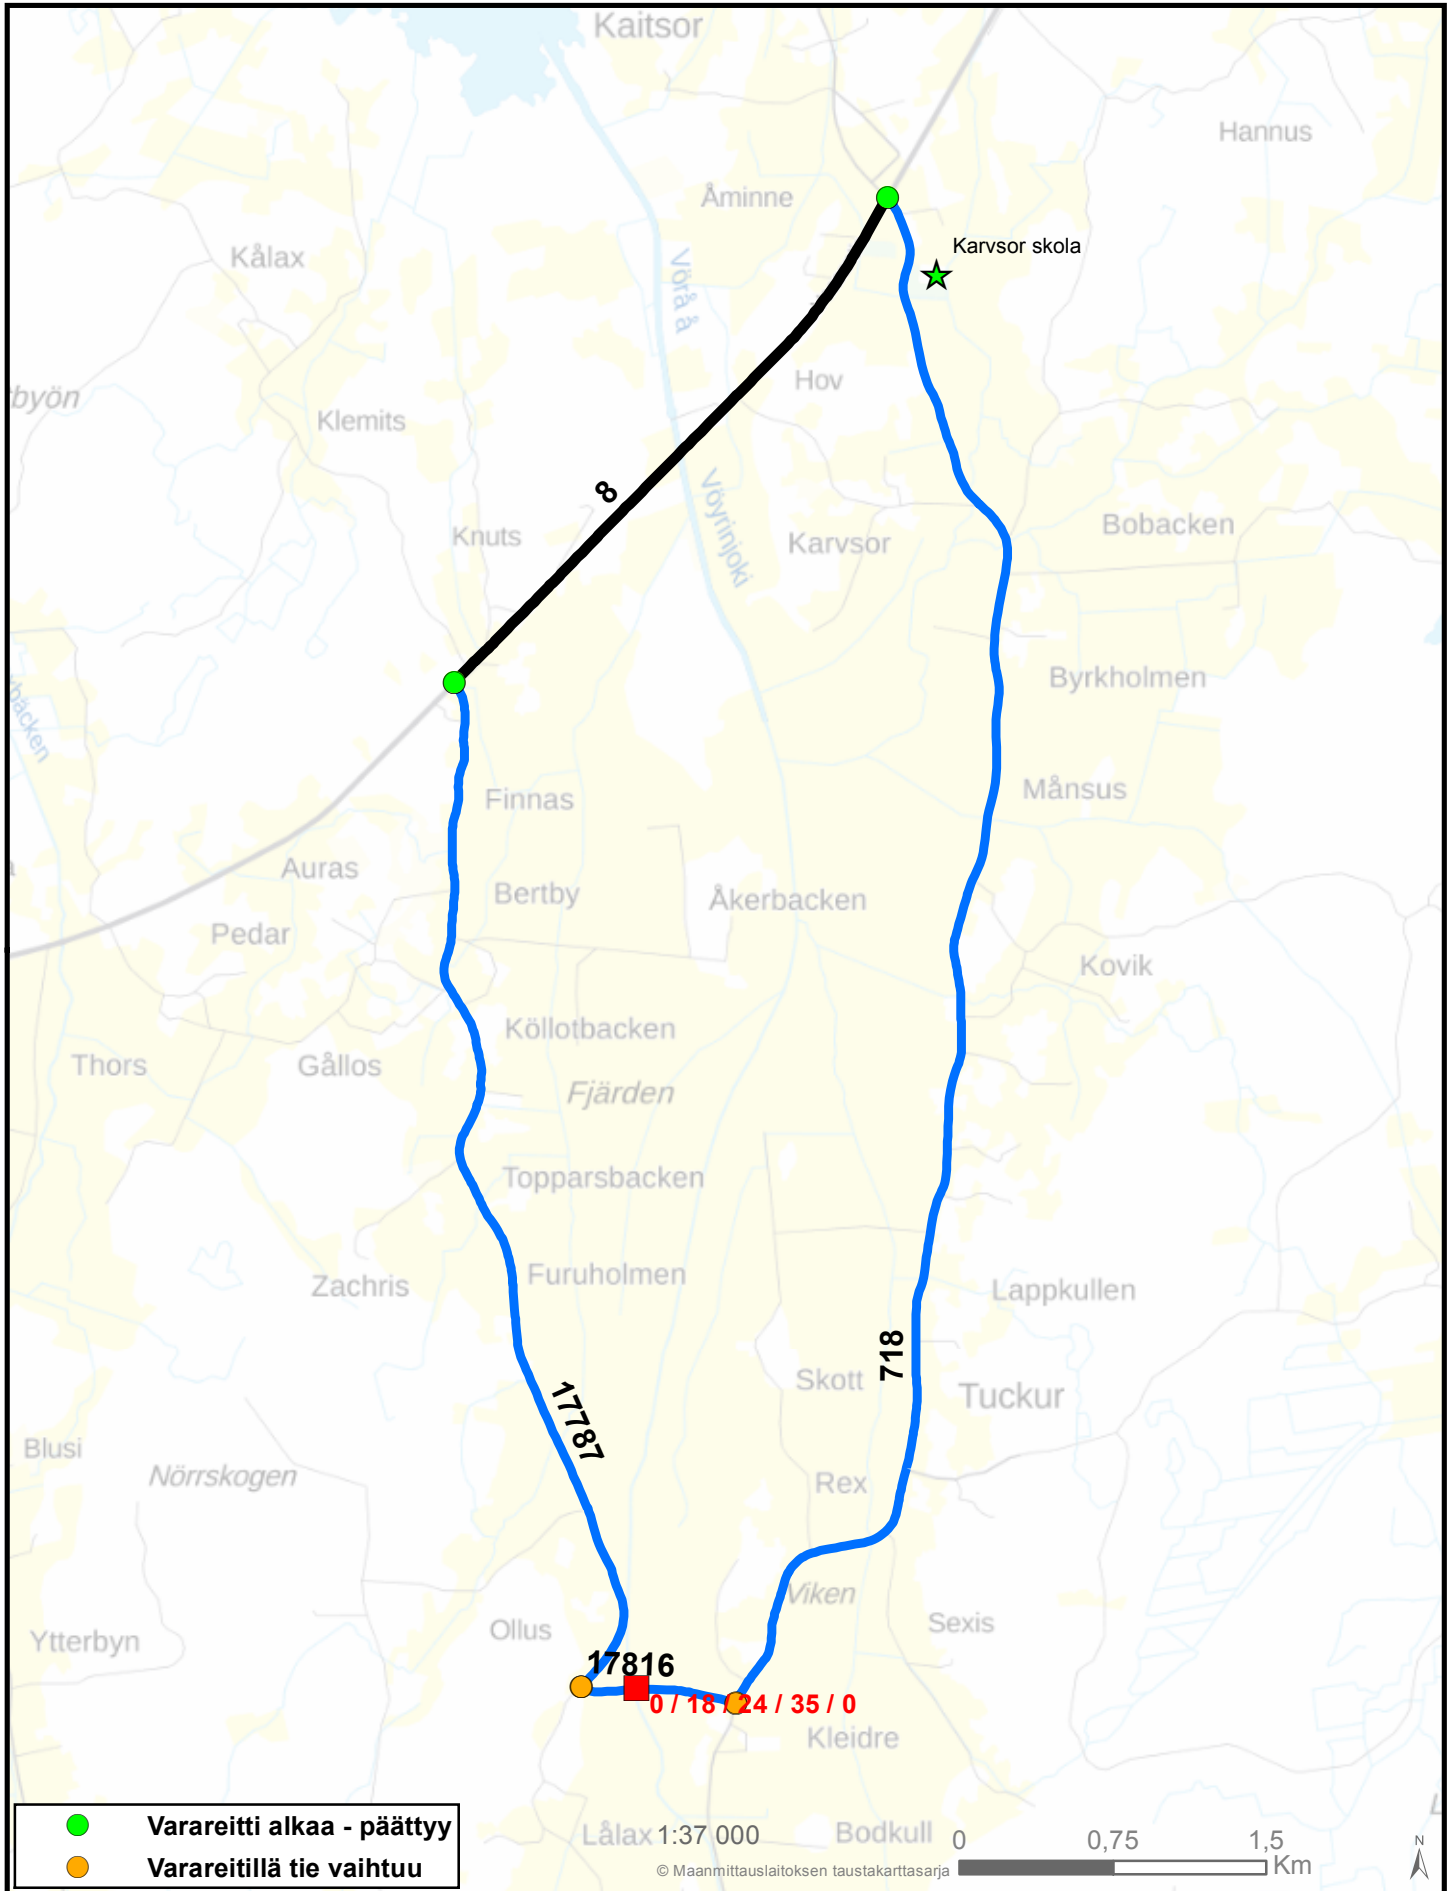 Kaitsor
Hannus
Åminne
Karvsor skola
Kålax
Vörå å
Hov
byön
Klemits
8
Vöyrinjoki
Knuts
Karvsor
Bobacken
Byrkholmen
bäcken
Finnas
Månsus
Auras
Bertby
Åkerbacken
Pedar
Kovik
Köllotbacken
Thors
Gållos
Fjärden
Topparsbacken
Zachris
Furuholmen
Lappkullen
718
Skott
Tuckur
17787
Blusi
Nörrskogen
Rex
Viken
Ollus
Sexis
Ytterbyn
17816
0 / 18 / 24 / 35 / 0
Kleidre
Varareitti alkaa - päättyy
Varareitillä tie vaihtuu
Lålax
1:37 000
Bodkull
0 0,75 1,5
Km
© Maanmittauslaitoksen taustakarttasarja
N